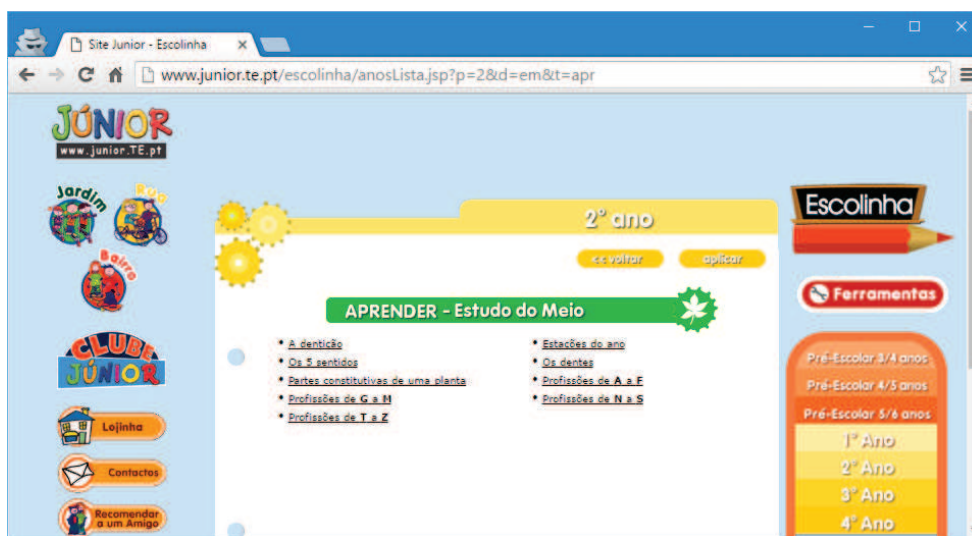 Site Junior - Escolinha
www.junior.te.pt/escolinha/anosLista.jsp?p=2&d=em&t=apr
JÚNIOR
www.junior.TE.pt
Jardim
Rua
Bairro
CLUBE
JÚNIOR
Lojinha
Contactos
Recomendar
a um Amigo
2º ano
<< voltar
aplicar
APRENDER - Estudo do Meio
• A dentição
• Os 5 sentidos
• Partes constitutivas de uma planta
• Profissões de G a M
• Profissões de T a Z
• Estacões do ano
• Os dentes
• Profissões de A a F
• Profissões de N a S
Escolinha
Ferramentas
Pré-Escolar 3/4 anos
Pré-Escolar 4/5 anos
Pré-Escolar 5/6 anos
1º Ano
2º Ano
3º Ano
4º Ano